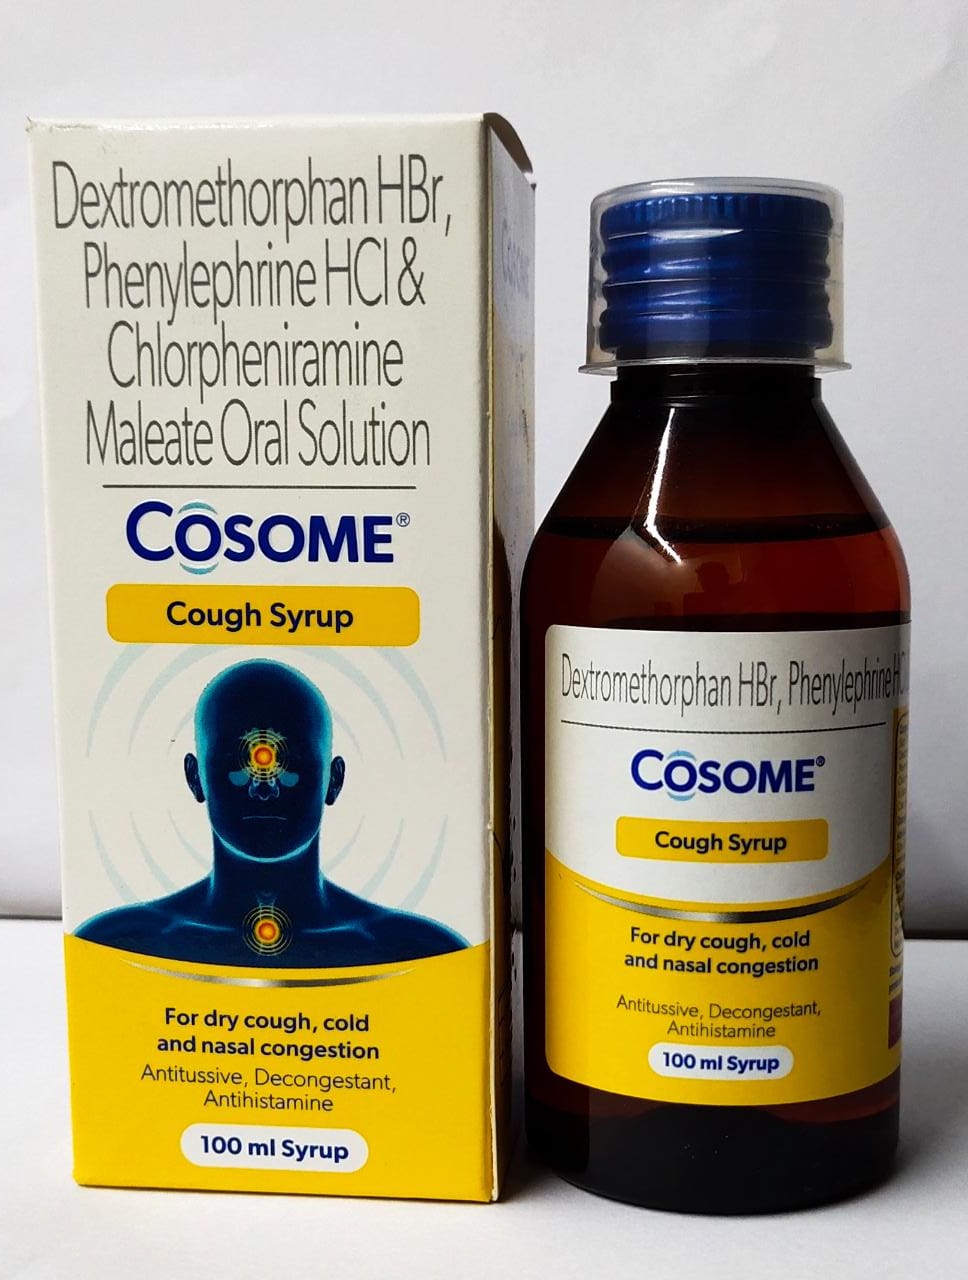 Dextromethorphan HBr,
Phenylephrine HCl &
Chlorpheniramine
Maleate Oral Solution
COSOME®
Cough Syrup
For dry cough, cold
and nasal congestion
Antitussive, Decongestant,
Antihistamine
100 ml Syrup
Dextromethorphan HBr, Phenylephrine
COSOME®
Cough Syrup
For dry cough, cold
and nasal congestion
Antitussive, Decongestant,
Antihistamine
100 ml Syrup